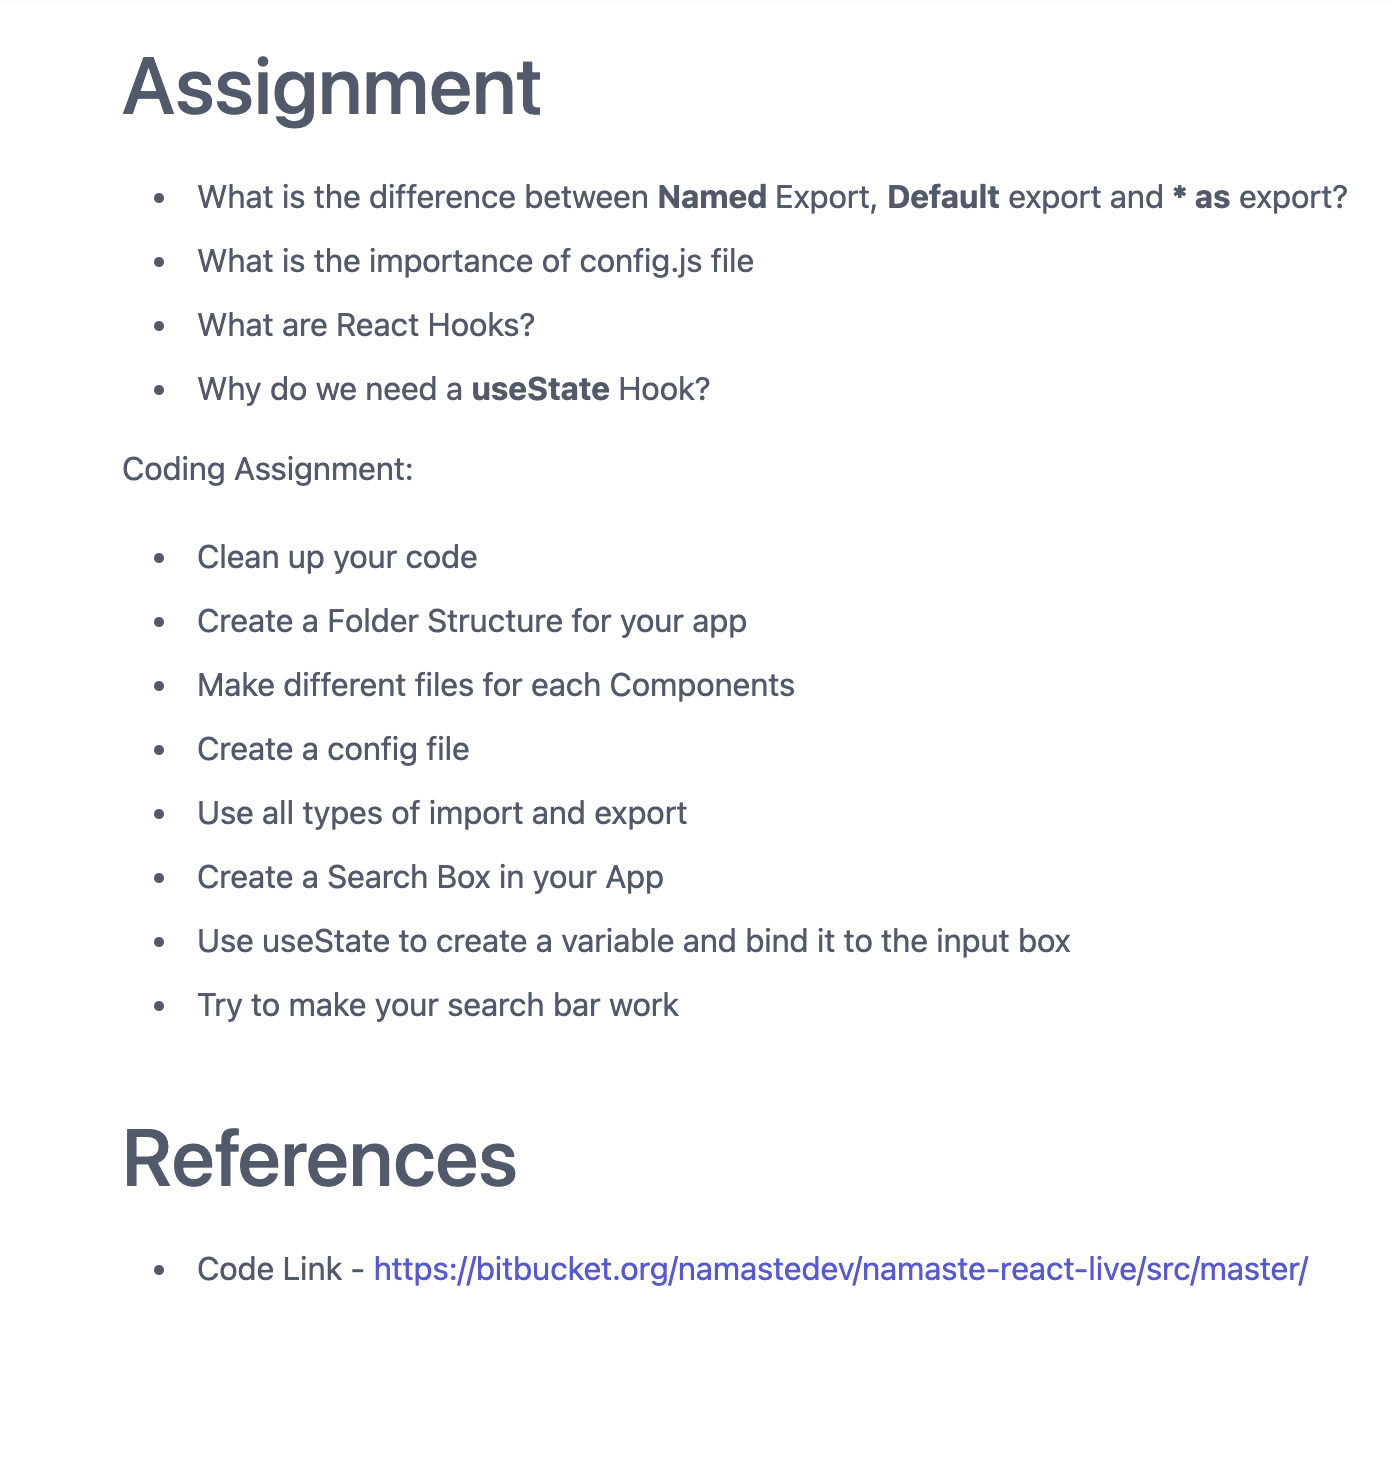 Assignment
• What is the difference between Named Export, Default export and * as export?
• What is the importance of config.js file
• What are React Hooks?
• Why do we need a useState Hook?
Coding Assignment:
• Clean up your code
• Create a Folder Structure for your app
• Make different files for each Components
• Create a config file
• Use all types of import and export
• Create a Search Box in your App
• Use useState to create a variable and bind it to the input box
• Try to make your search bar work
References
• Code Link - https://bitbucket.org/namastedev/namaste-react-live/src/master/